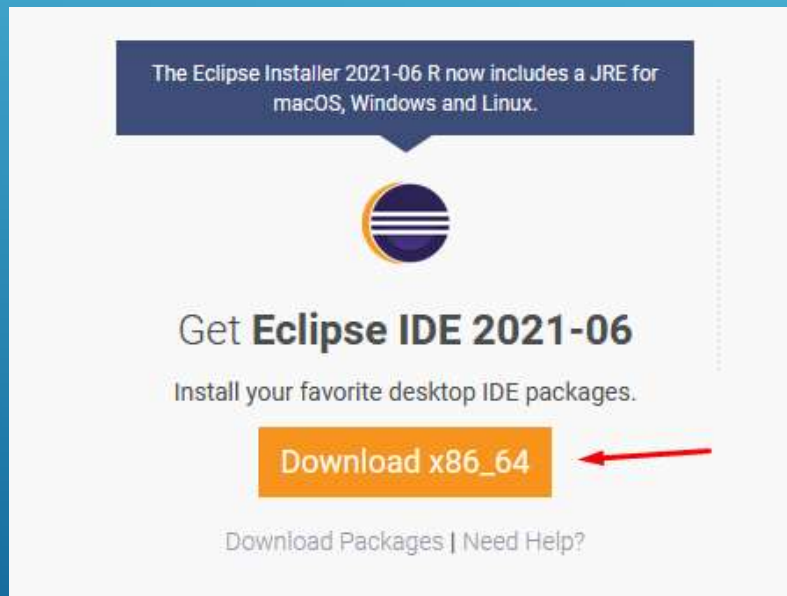 The Eclipse Installer 2021-06 R now includes a JRE for
macOS, Windows and Linux.
Get Eclipse IDE 2021-06
Install your favorite desktop IDE packages.
Download x86_64
Download Packages | Need Help?